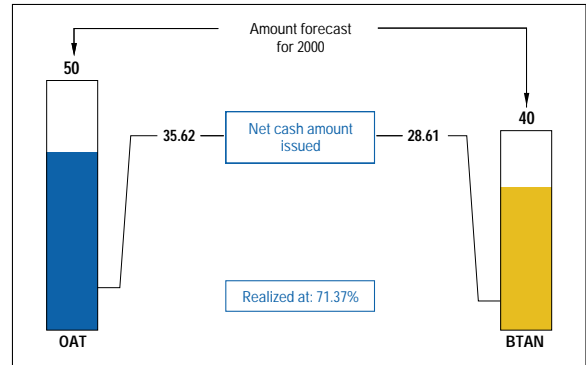 Amount forecast
for 2000
50
40
35.62
Net cash amount
issued
28.61
Realized at: 71.37%
OAT
BTAN